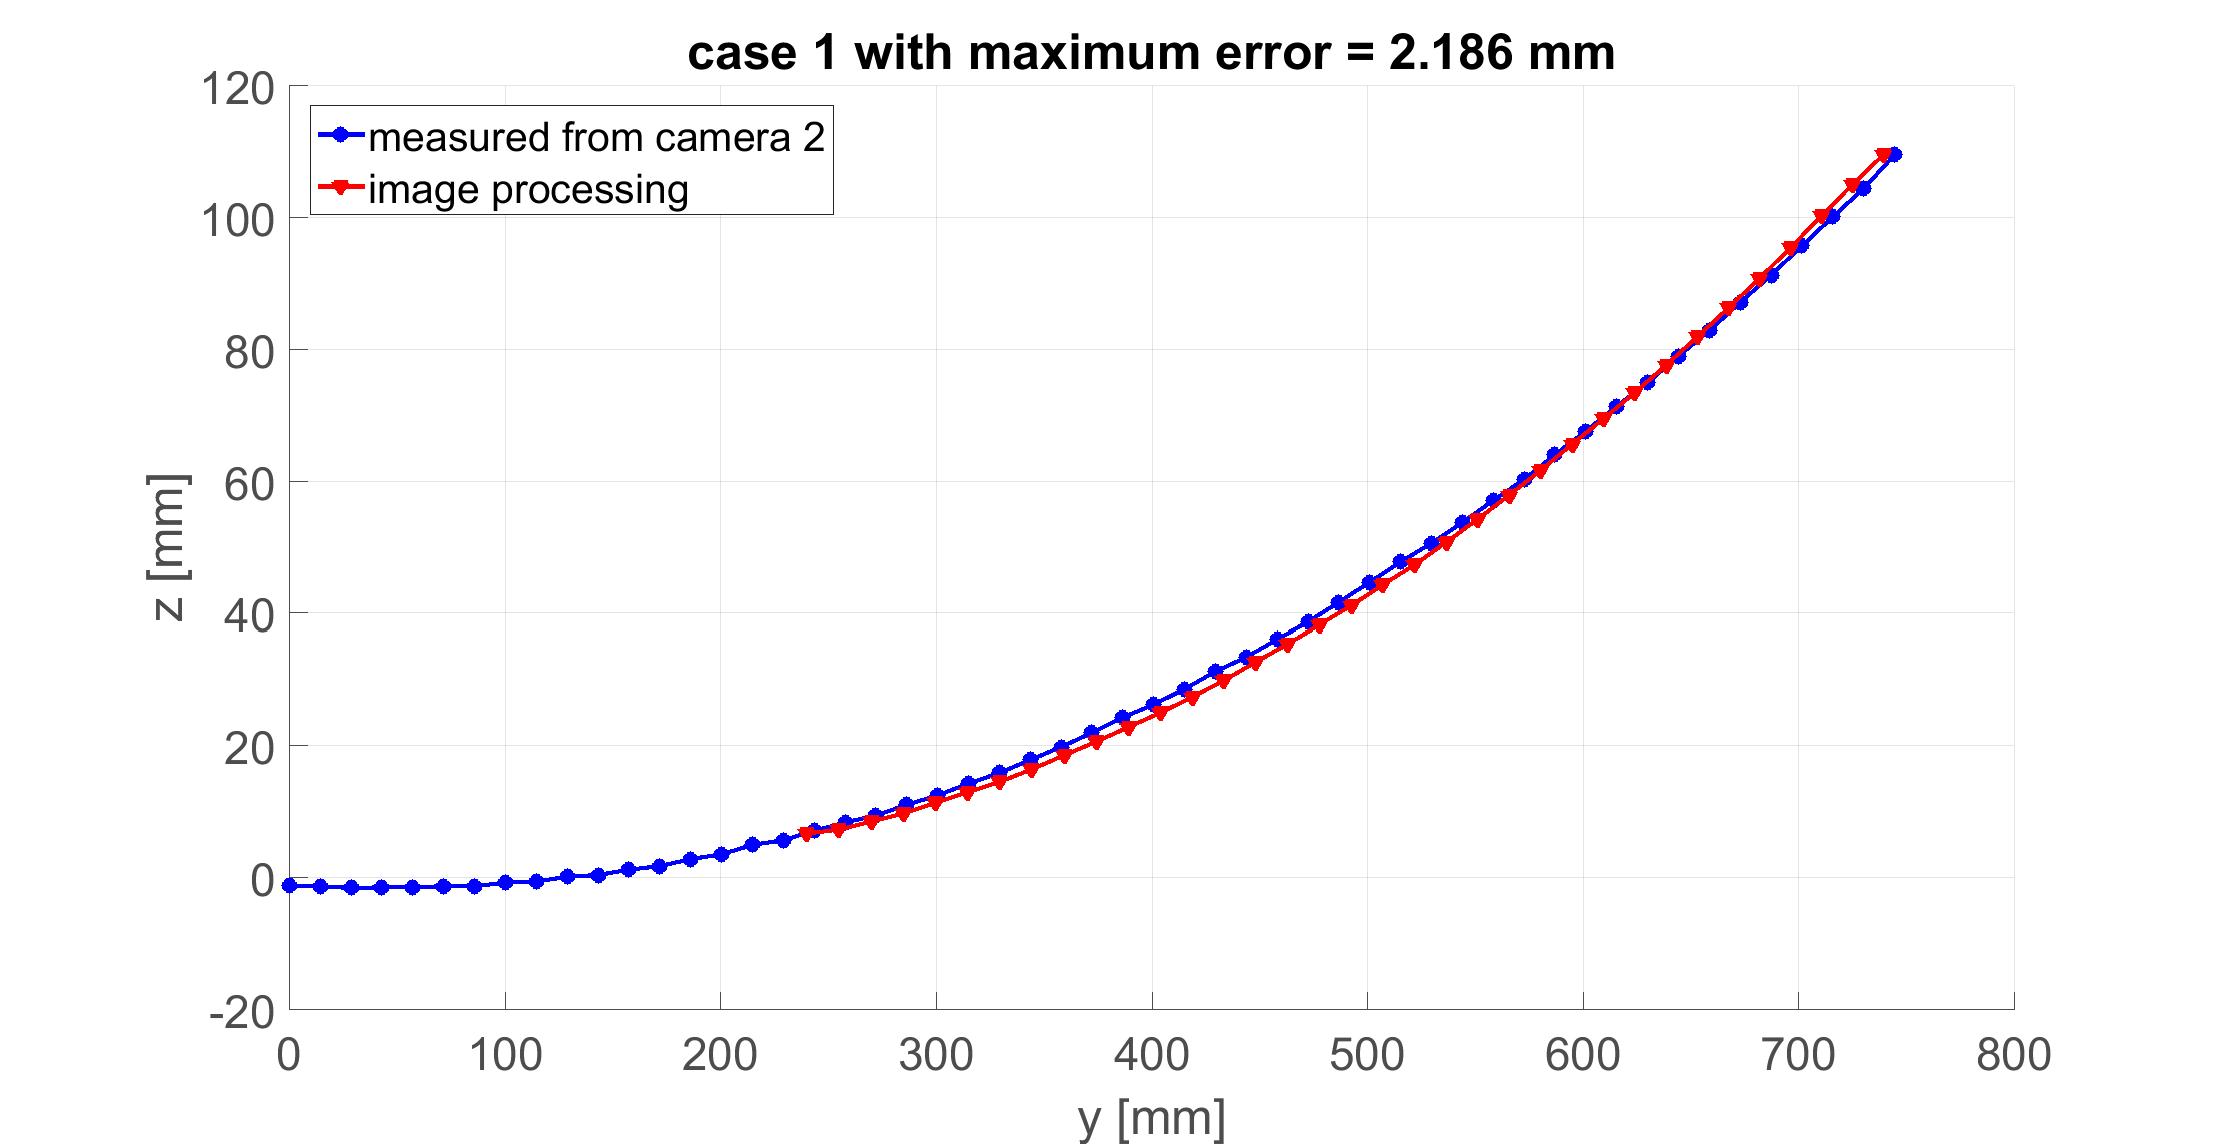 case 1 with maximum error = 2.186 mm
120
measured from camera 2
image processing
100
80
60
40
20
0
-20
z [mm]
0 100 200 300 400 500 600 700 800
y [mm]